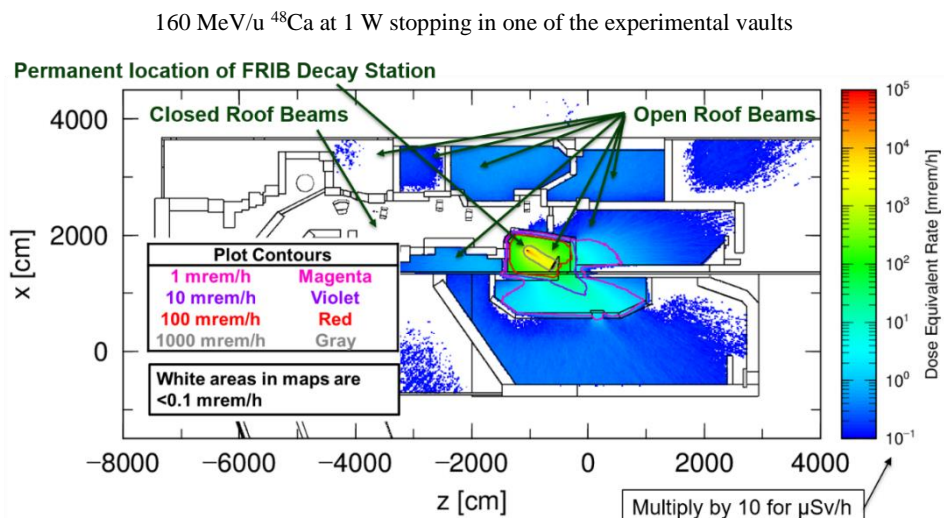 160 MeV/u ⁴⁸Ca at 1 W stopping in one of the experimental vaults
Permanent location of FRIB Decay Station
Closed Roof Beams
Open Roof Beams
4500
4000
2000
0
−8000 −6000 −4000 −2000 0 2000 4000
x [cm]
z [cm]
Plot Contours
1 mrem/h Magenta
10 mrem/h Violet
100 mrem/h Red
1000 mrem/h Gray
White areas in maps are
<0.1 mrem/h
10⁵
10⁴
10³
10²
10¹
10⁰
10⁻¹
Dose Equivalent Rate [mrem/h]
Multiply by 10 for µSv/h